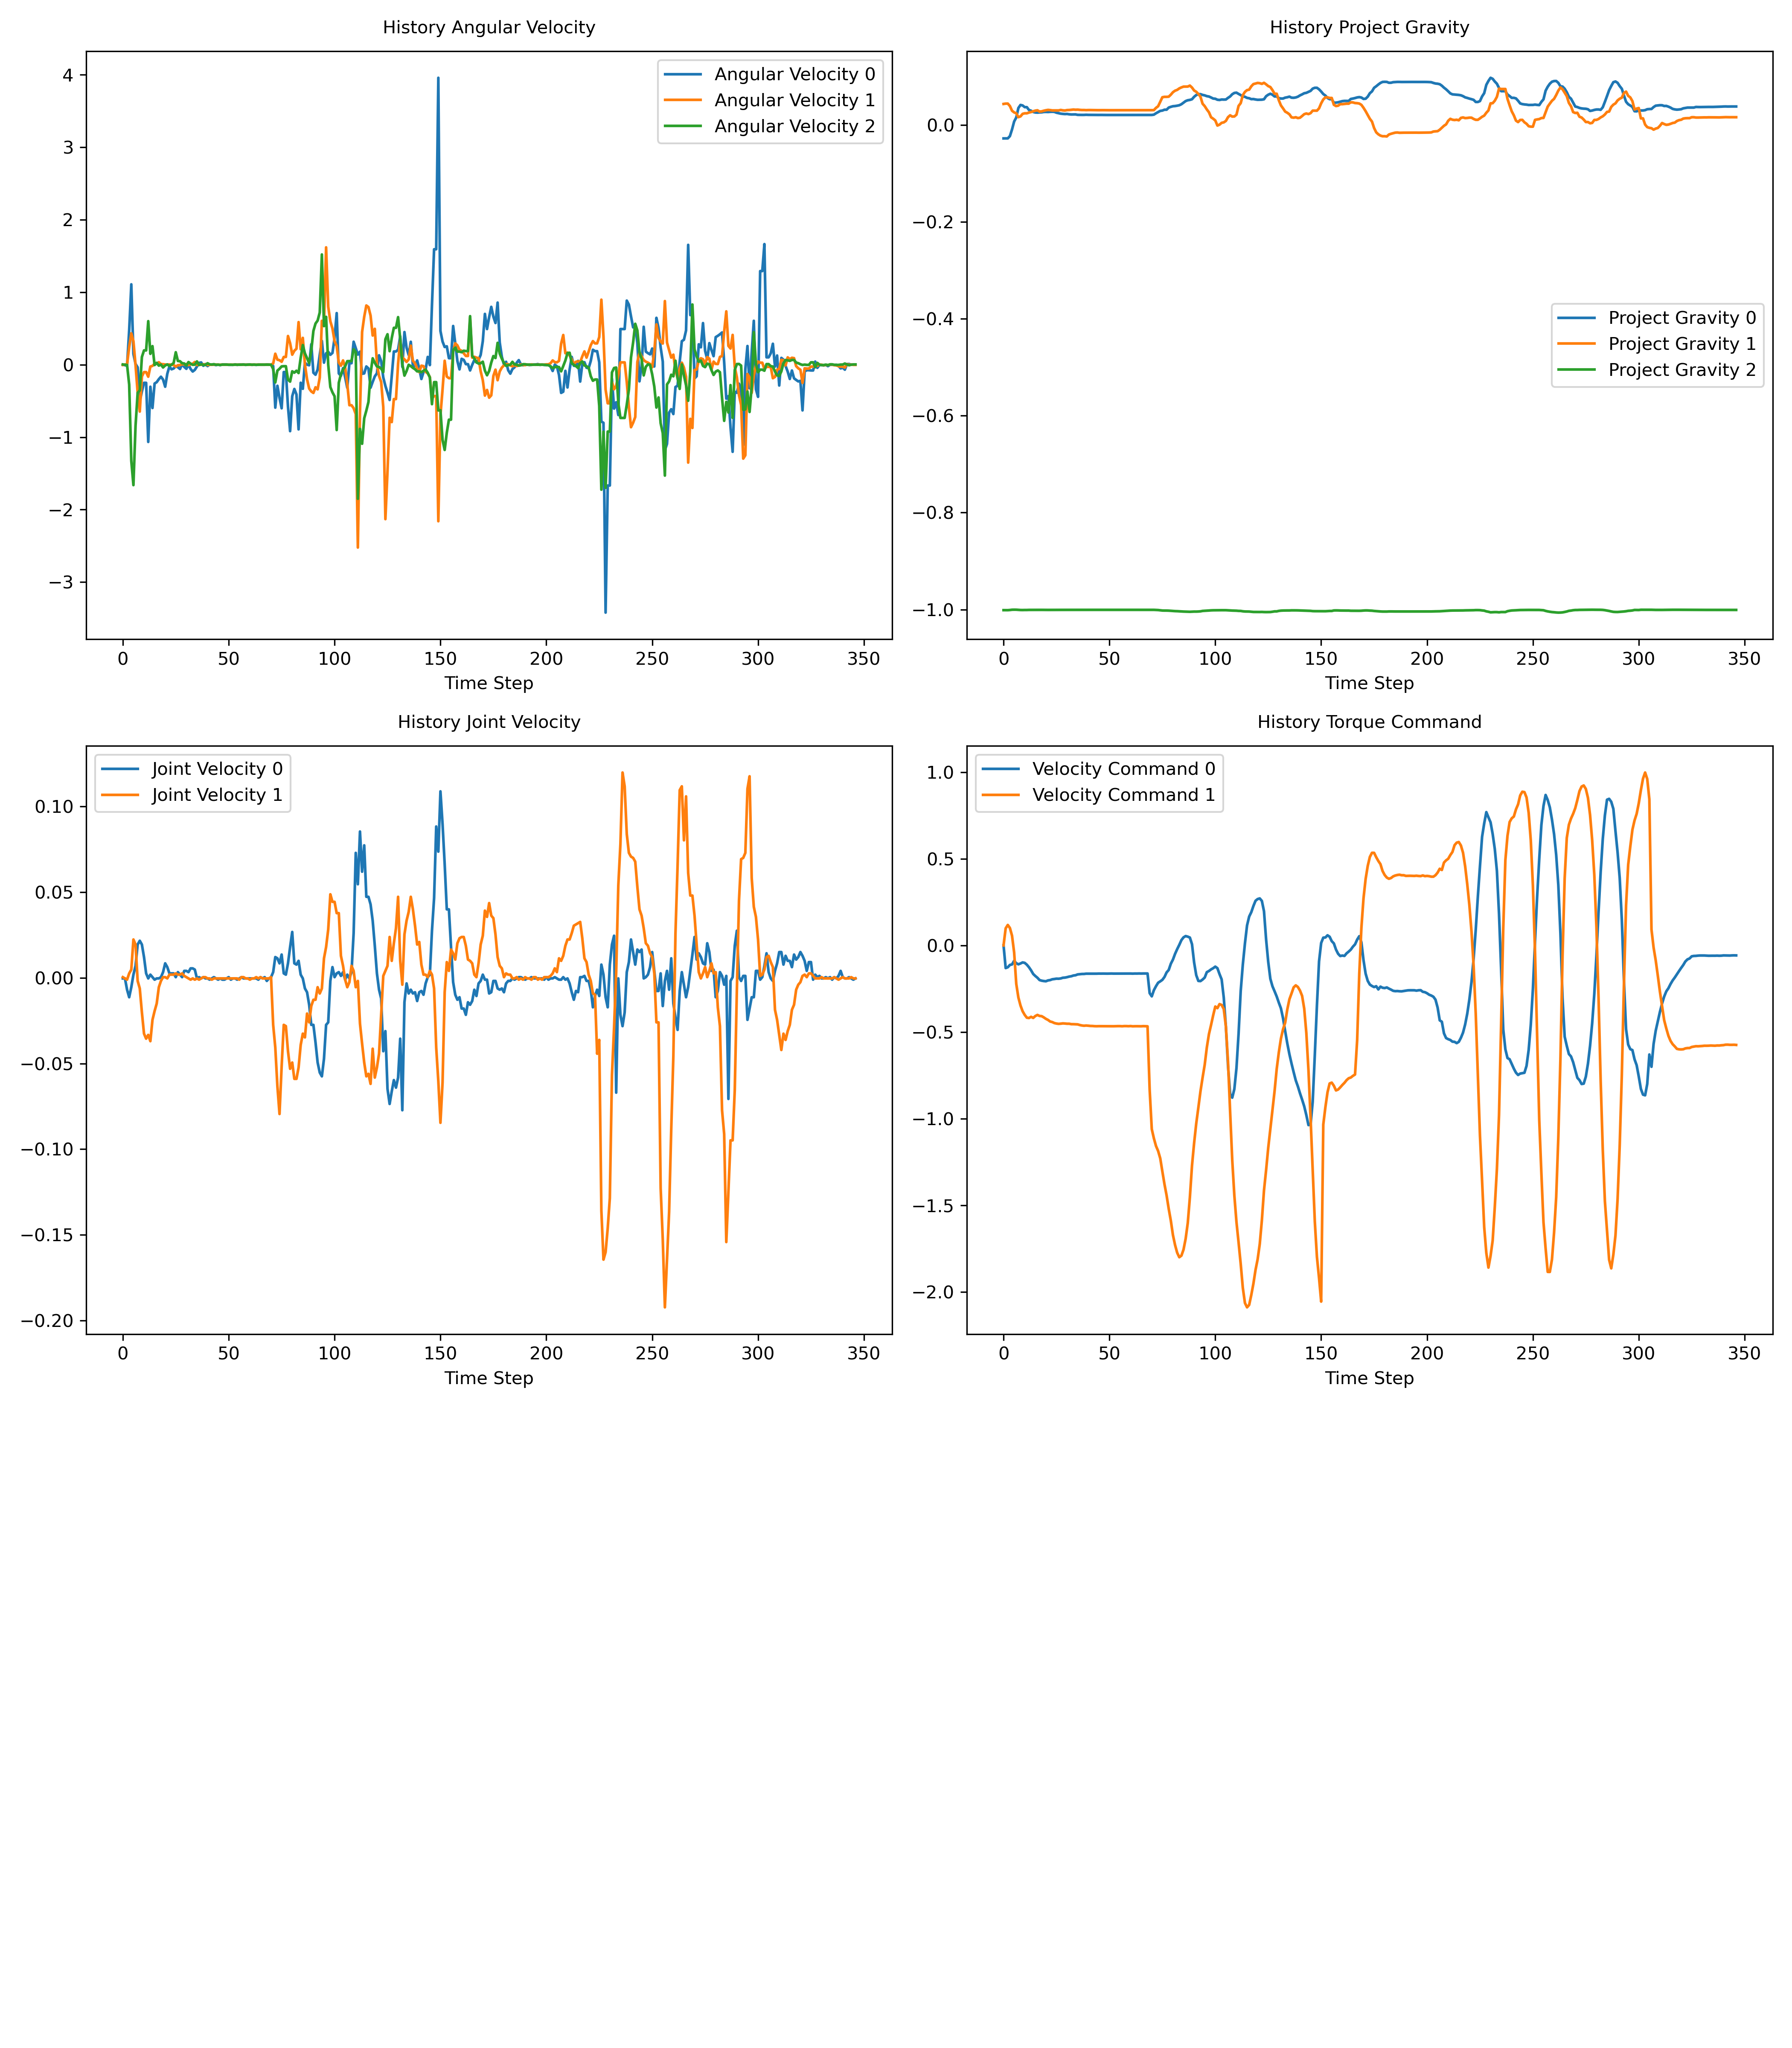 History Angular Velocity
4
3
2
1
0
−1
−2
−3
Angular Velocity 0
Angular Velocity 1
Angular Velocity 2
0 50 100 150 200 250 300 350
Time Step
History Project Gravity
0.0
−0.2
−0.4
−0.6
−0.8
−1.0
Project Gravity 0
Project Gravity 1
Project Gravity 2
0 50 100 150 200 250 300 350
Time Step
History Joint Velocity
Joint Velocity 0
Joint Velocity 1
0.10
0.05
0.00
−0.05
−0.10
−0.15
−0.20
0 50 100 150 200 250 300 350
Time Step
History Torque Command
Velocity Command 0
Velocity Command 1
1.0
0.5
0.0
−0.5
−1.0
−1.5
−2.0
0 50 100 150 200 250 300 350
Time Step